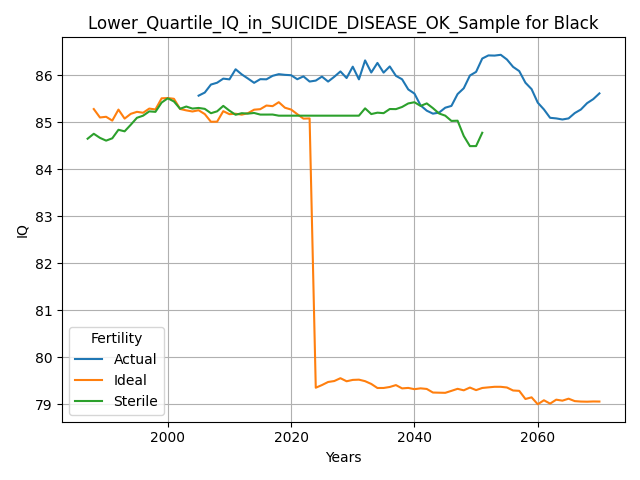 Lower_Quartile_IQ_in_SUICIDE_DISEASE_OK_Sample for Black
86
85
84
83
82
81
80
79
IQ
Fertility
Actual
Ideal
Sterile
2000
2020
2040
2060
Years